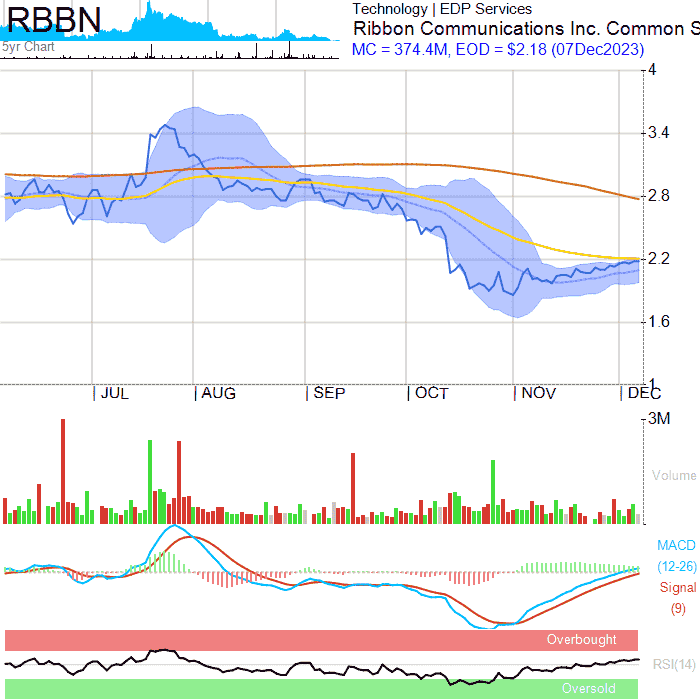 RBBN
5yr Chart
Technology | EDP Services
Ribbon Communications Inc. Common S
MC = 374.4M, EOD = $2.18 (07Dec2023)
4
3.4
2.8
2.2
1.6
1
JUL AUG SEP OCT NOV DEC
3M
Volume
MACD
(12-26)
Signal
(9)
Overbought
RSI(14)
Oversold